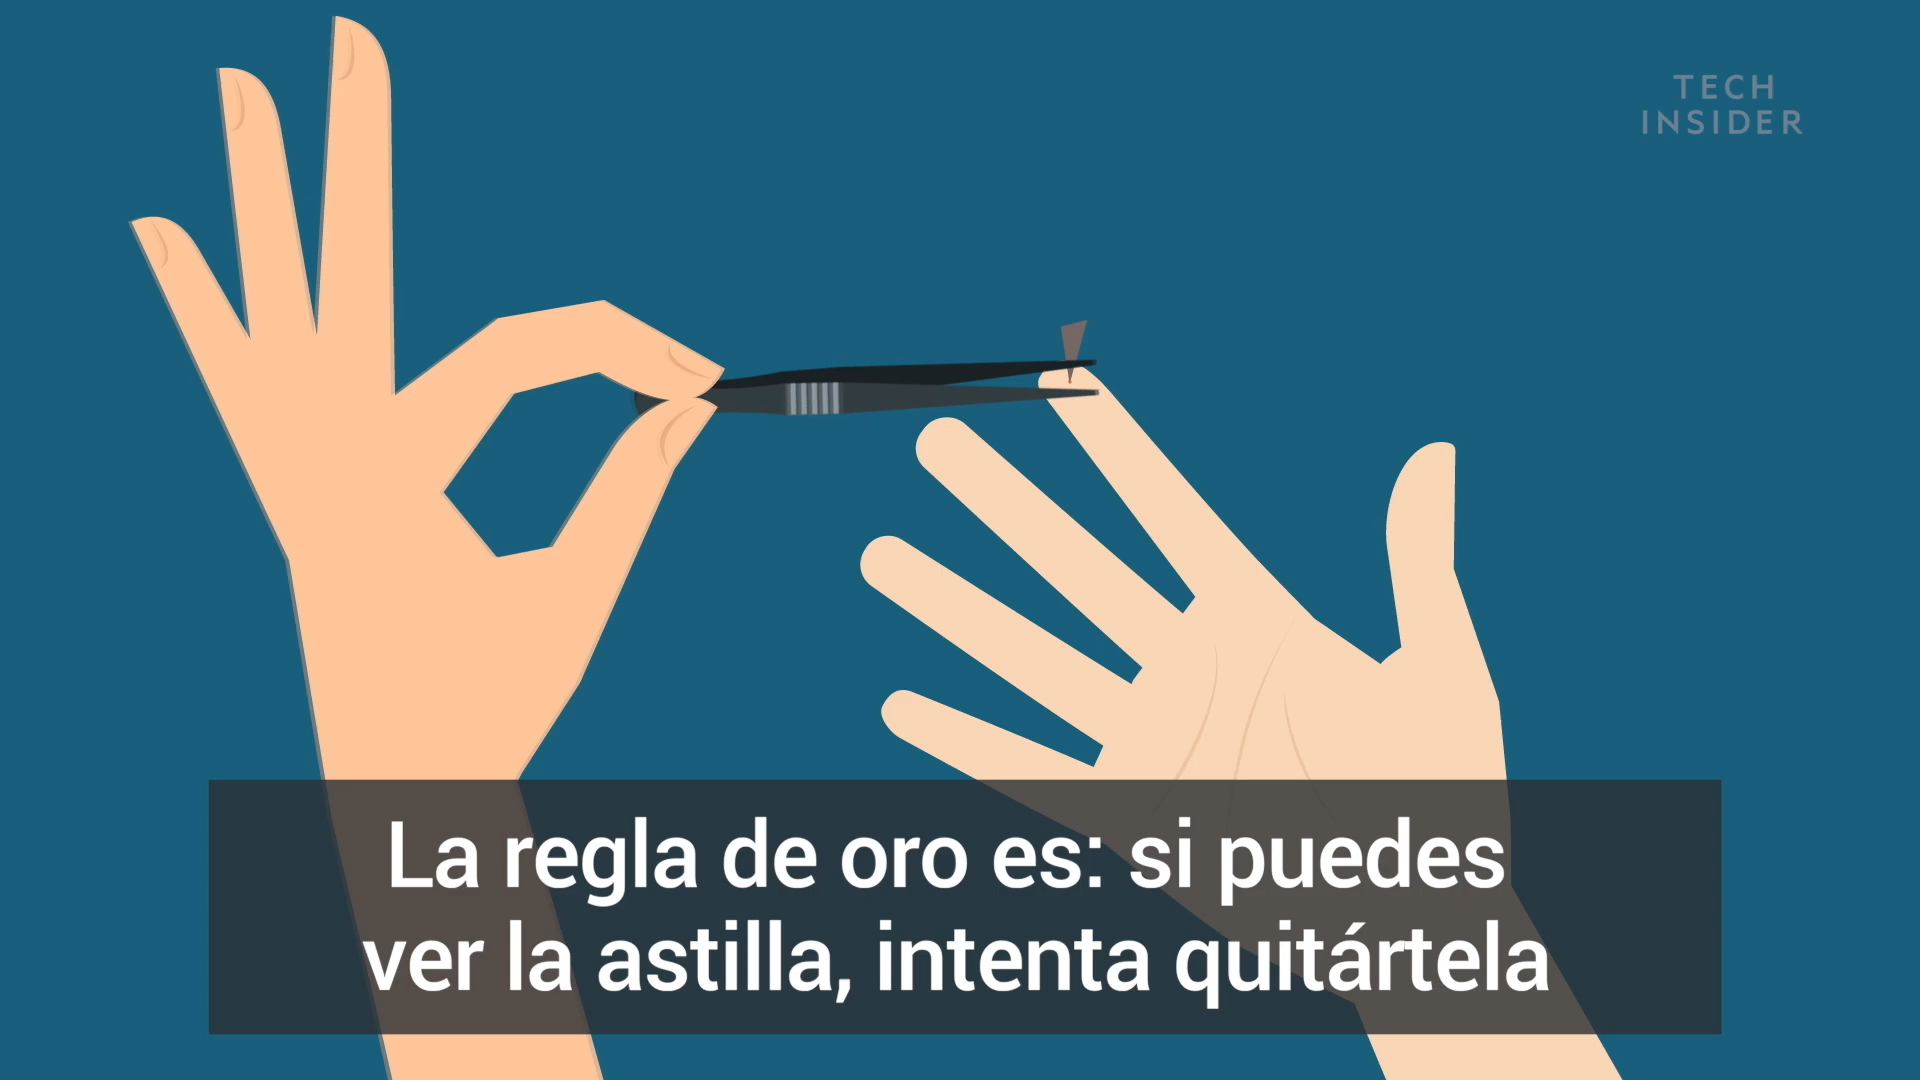 TECH
INSIDER
La regla de oro es: si puedes
ver la astilla, intenta quitártela